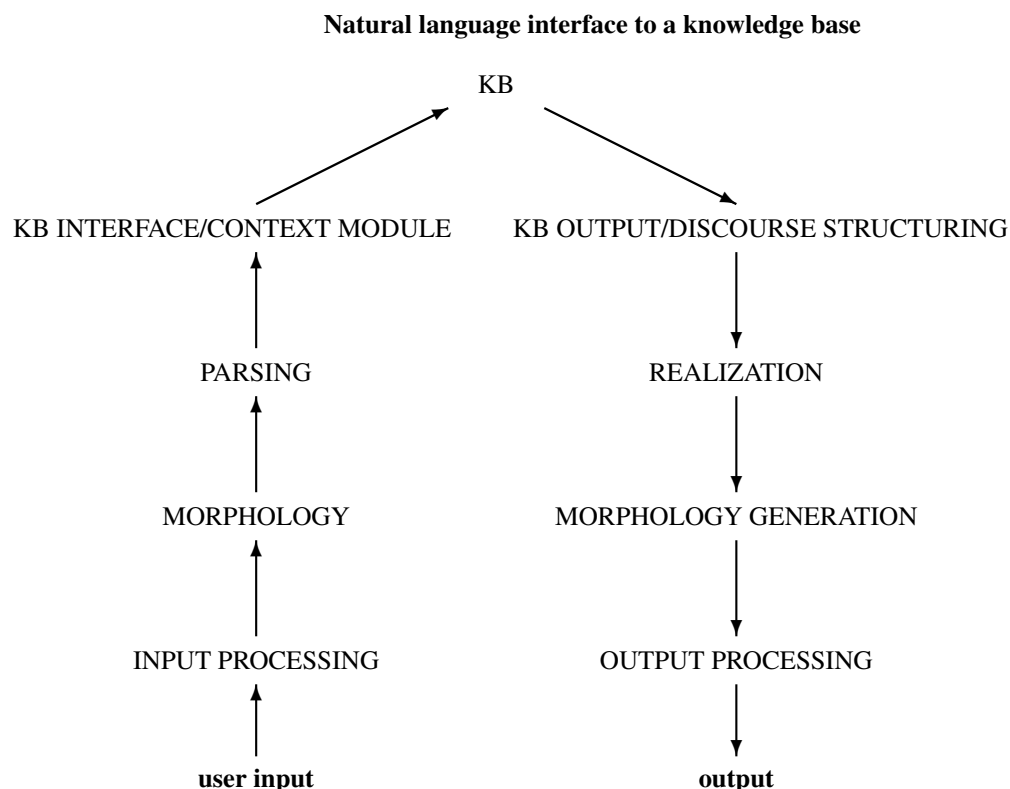 Natural language interface to a knowledge base
KB
KB INTERFACE/CONTEXT MODULE KB OUTPUT/DISCOURSE STRUCTURING
PARSING REALIZATION
MORPHOLOGY MORPHOLOGY GENERATION
INPUT PROCESSING OUTPUT PROCESSING
user input output